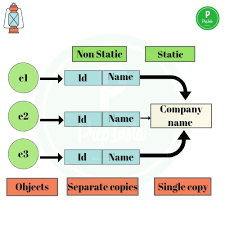 Non Static
Static
e1
Id
Name
e2
Id
Name
Company
name
e3
Id
Name
Objects
Separate copies
Single copy